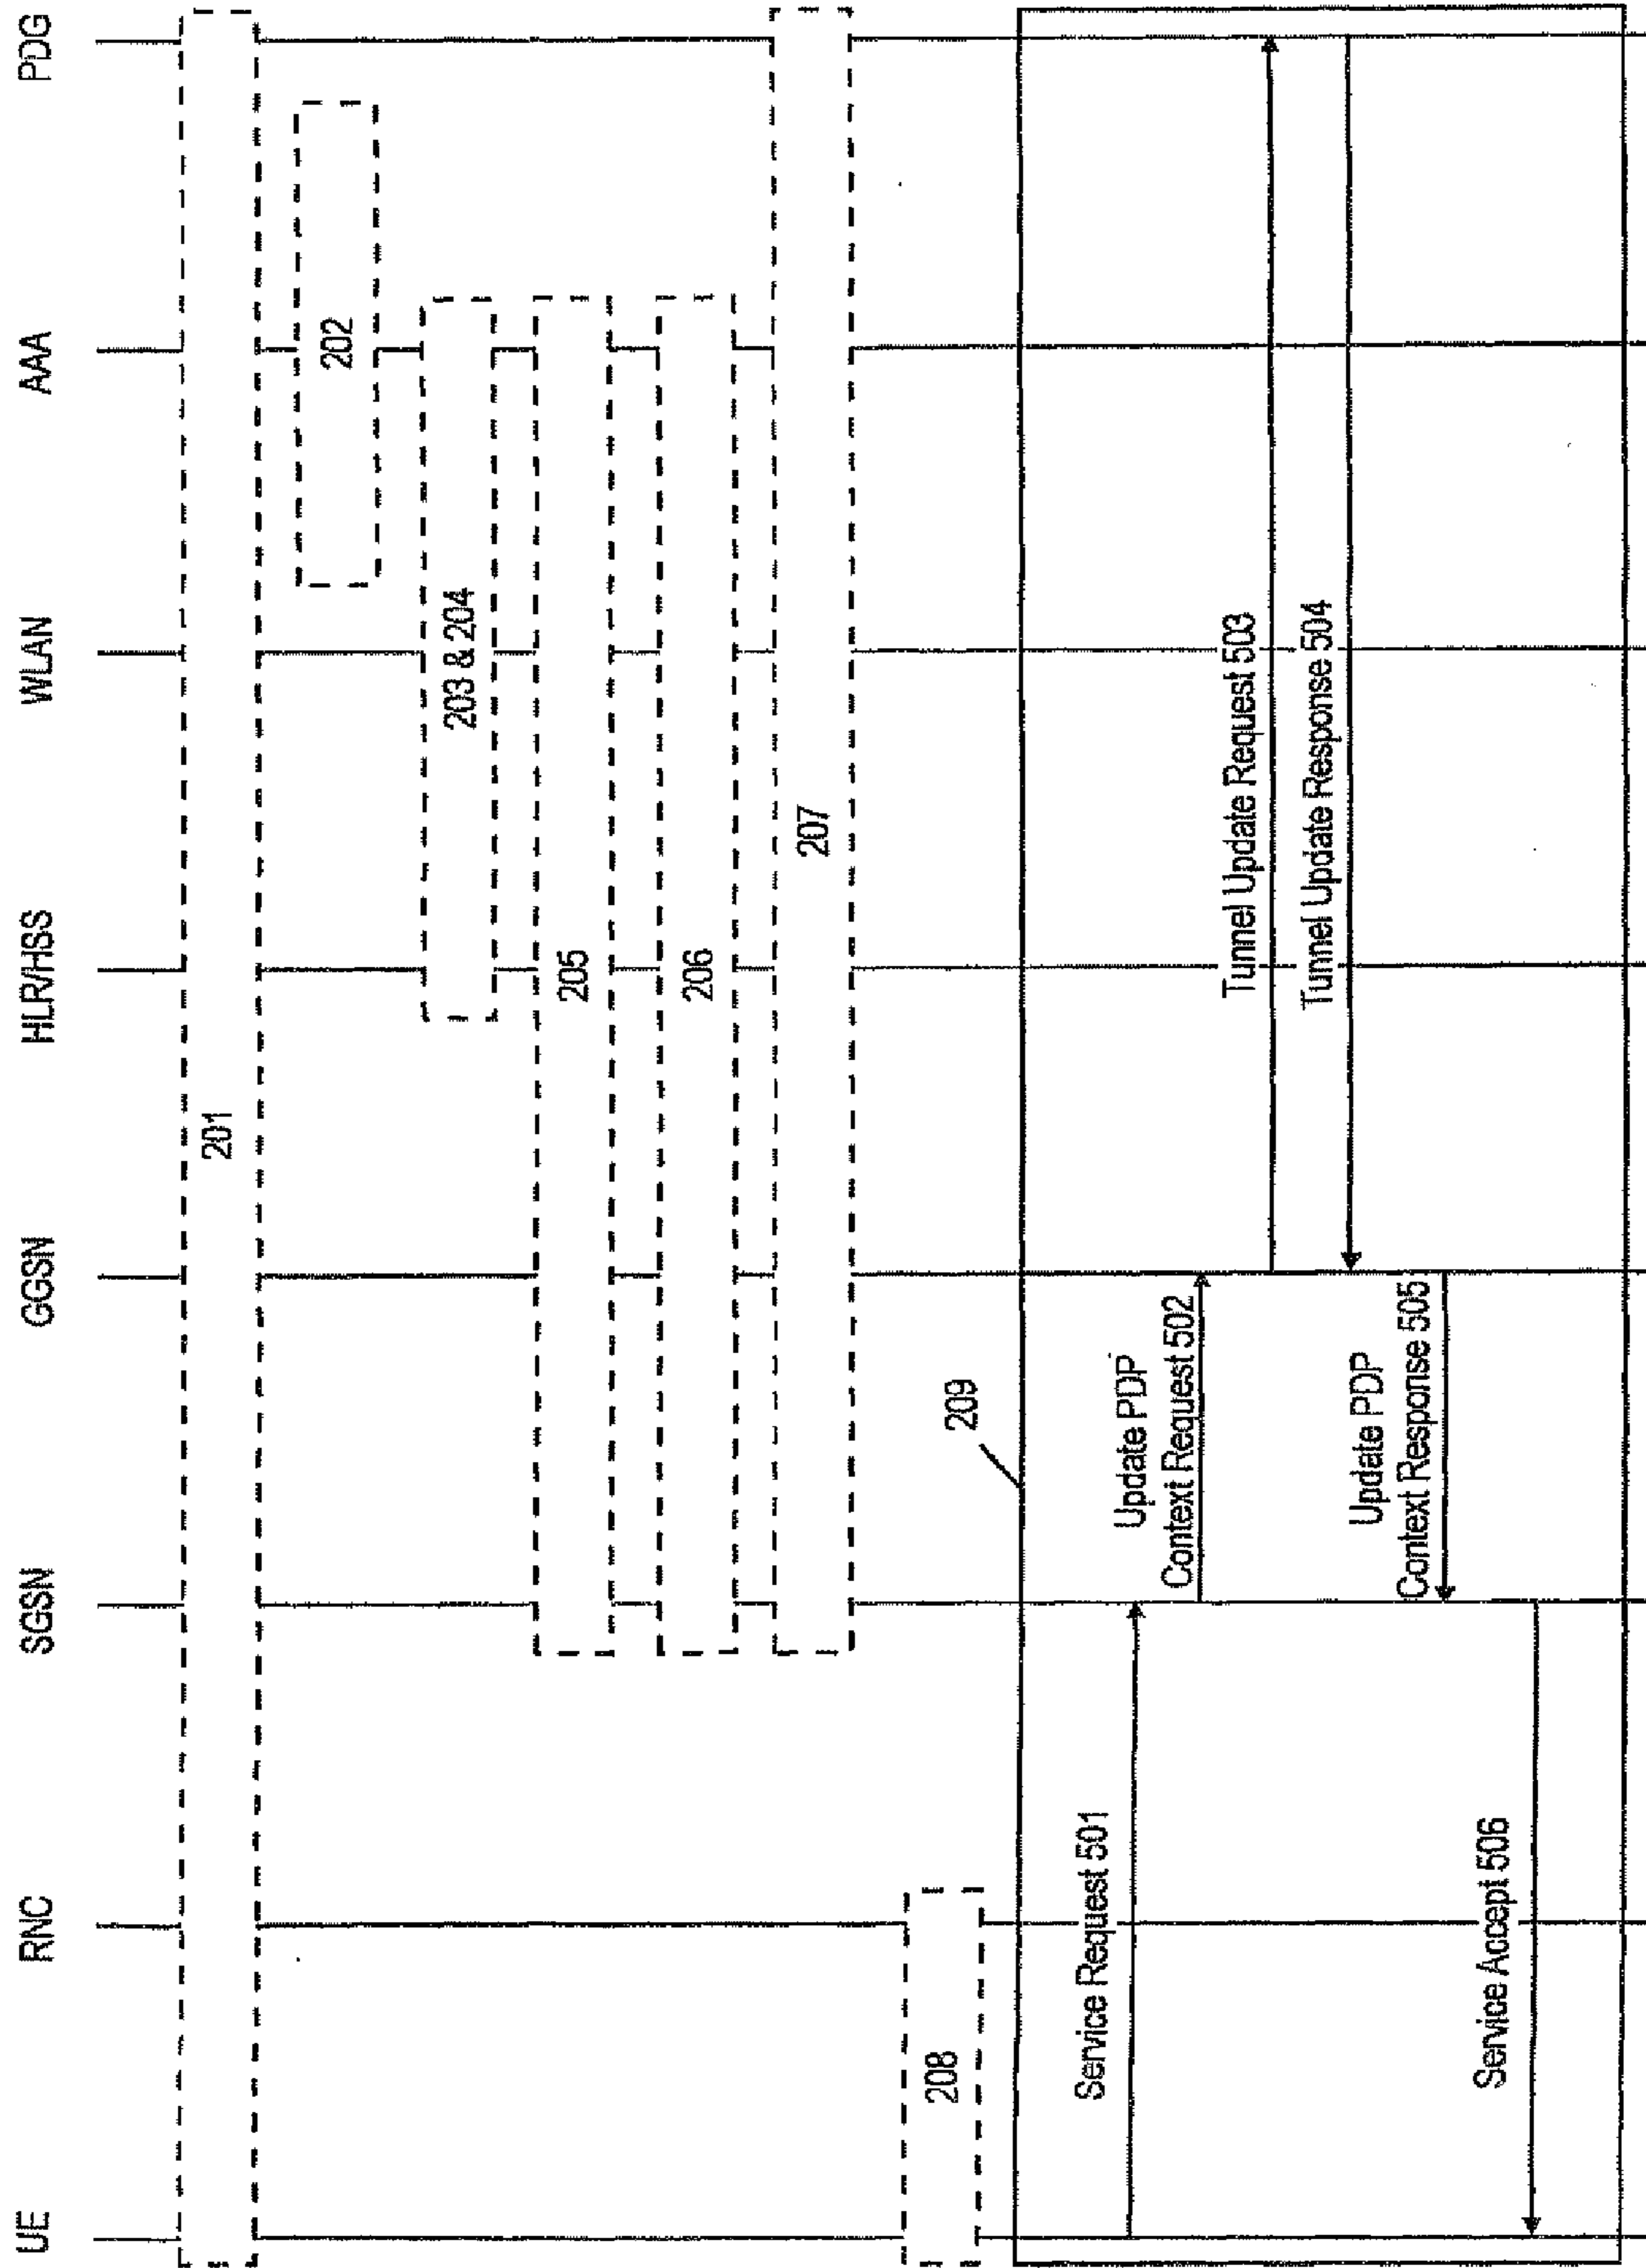 UE
RNC
SGSN
GGSN
HLR/HSS
WLAN
AAA
PDG
201
202
203 & 204
205
206
207
208
209
Service Request 501
Update PDP
Context Request 502
Tunnel Update Request 503
Tunnel Update Response 504
Update PDP
Context Response 505
Service Accept 506